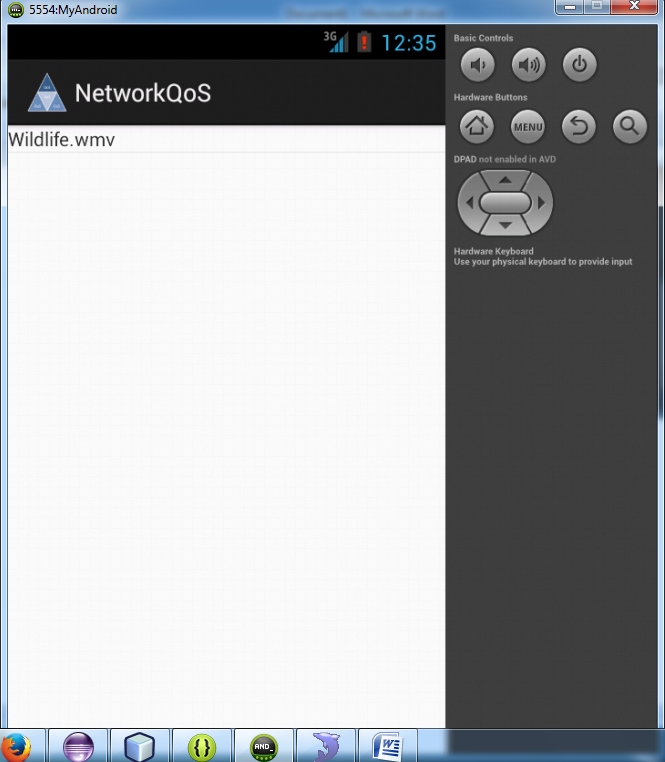 5554:MyAndroid
3G 12:35
NetworkQoS
Wildlife.wmv
Basic Controls
Hardware Buttons
MENU
DPAD not enabled in AVD
Hardware Keyboard
Use your physical keyboard to provide input
AND_
W